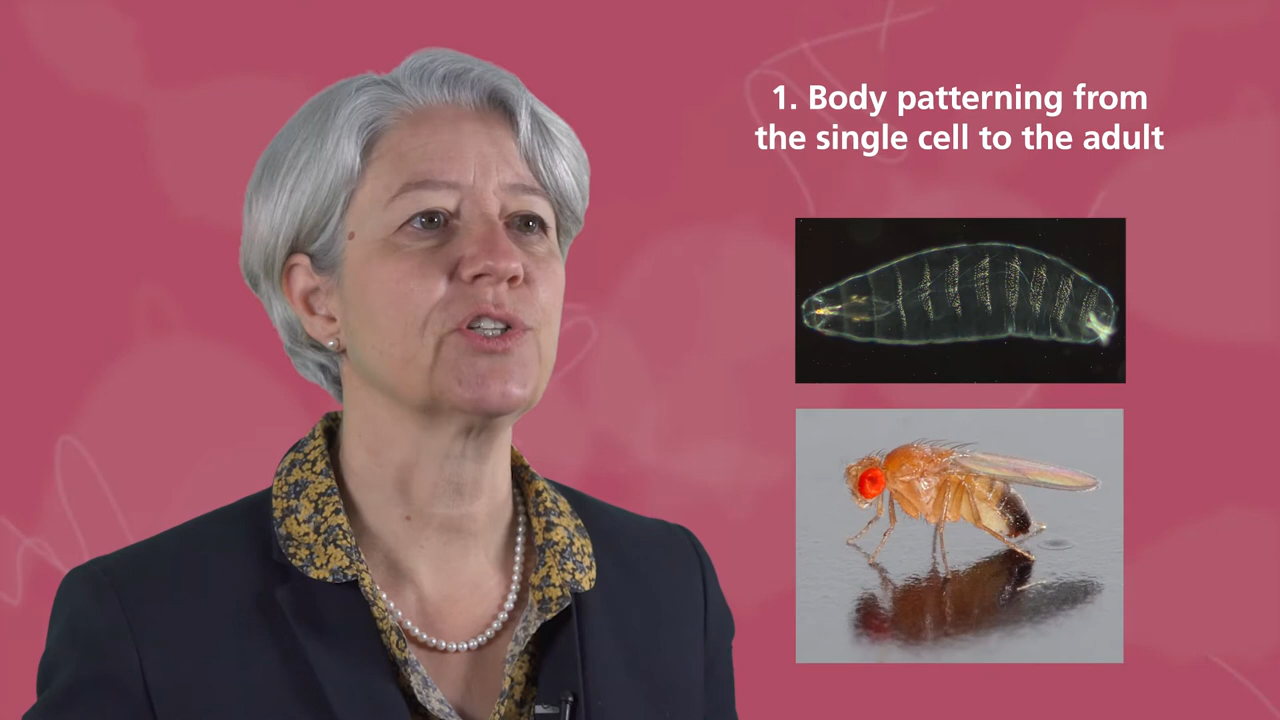 1. Body patterning from
the single cell to the adult